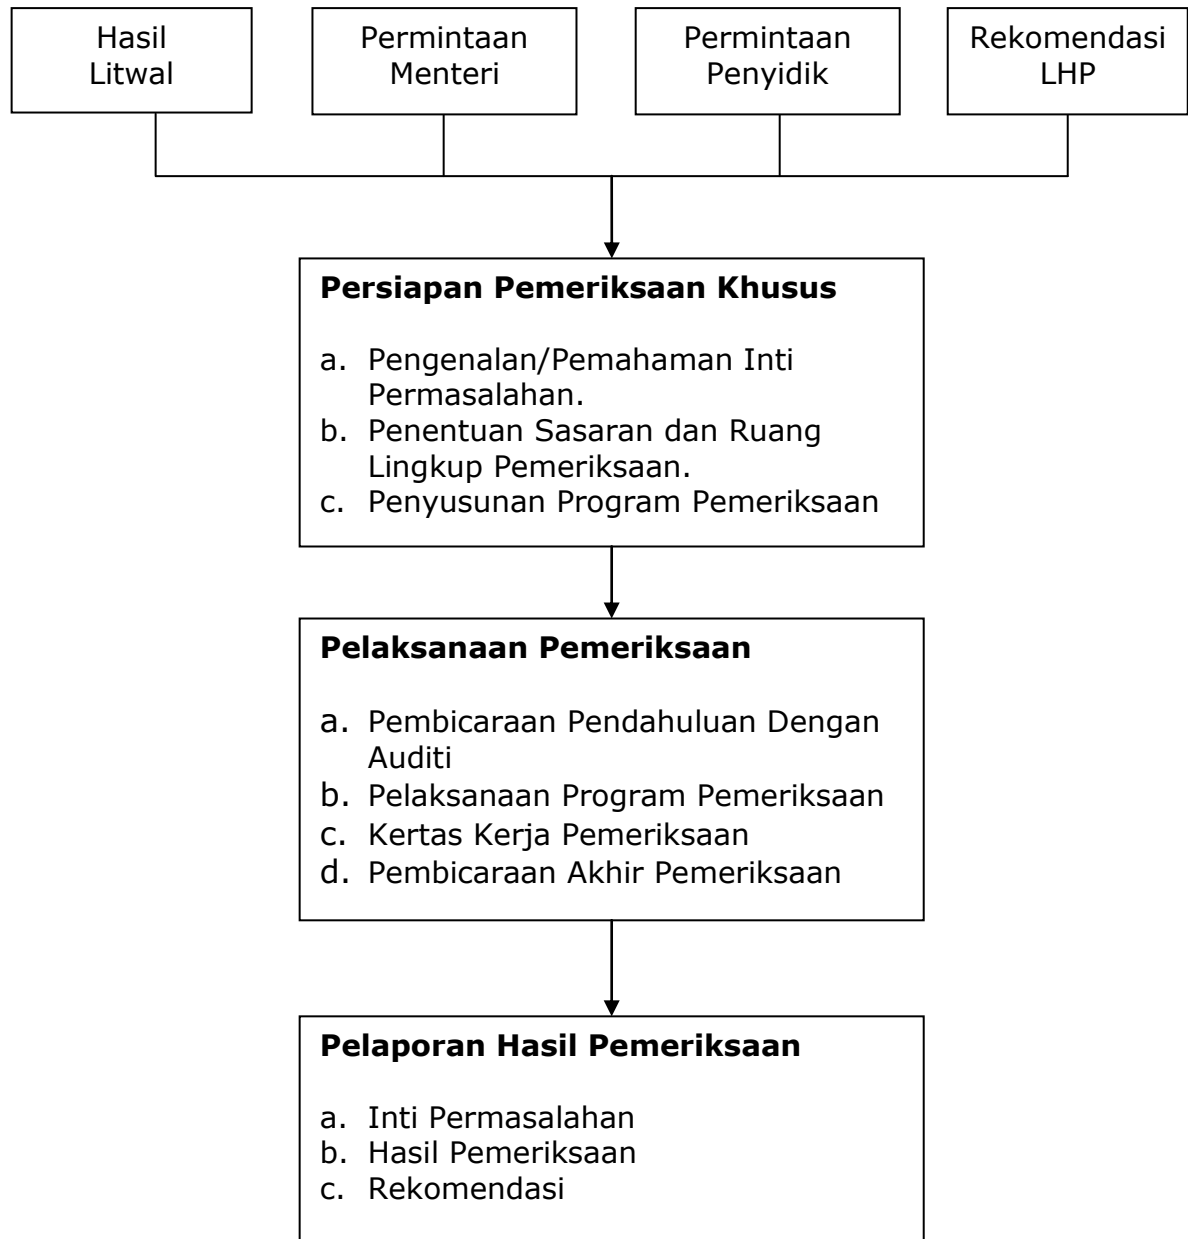 Hasil
Litwal
Permintaan
Menteri
Permintaan
Penyidik
Rekomendasi
LHP
Persiapan Pemeriksaan Khusus
a. Pengenalan/Pemahaman Inti
Permasalahan.
b. Penentuan Sasaran dan Ruang
Lingkup Pemeriksaan.
c. Penyusunan Program Pemeriksaan
Pelaksanaan Pemeriksaan
a. Pembicaraan Pendahuluan Dengan
Auditi
b. Pelaksanaan Program Pemeriksaan
c. Kertas Kerja Pemeriksaan
d. Pembicaraan Akhir Pemeriksaan
Pelaporan Hasil Pemeriksaan
a. Inti Permasalahan
b. Hasil Pemeriksaan
c. Rekomendasi